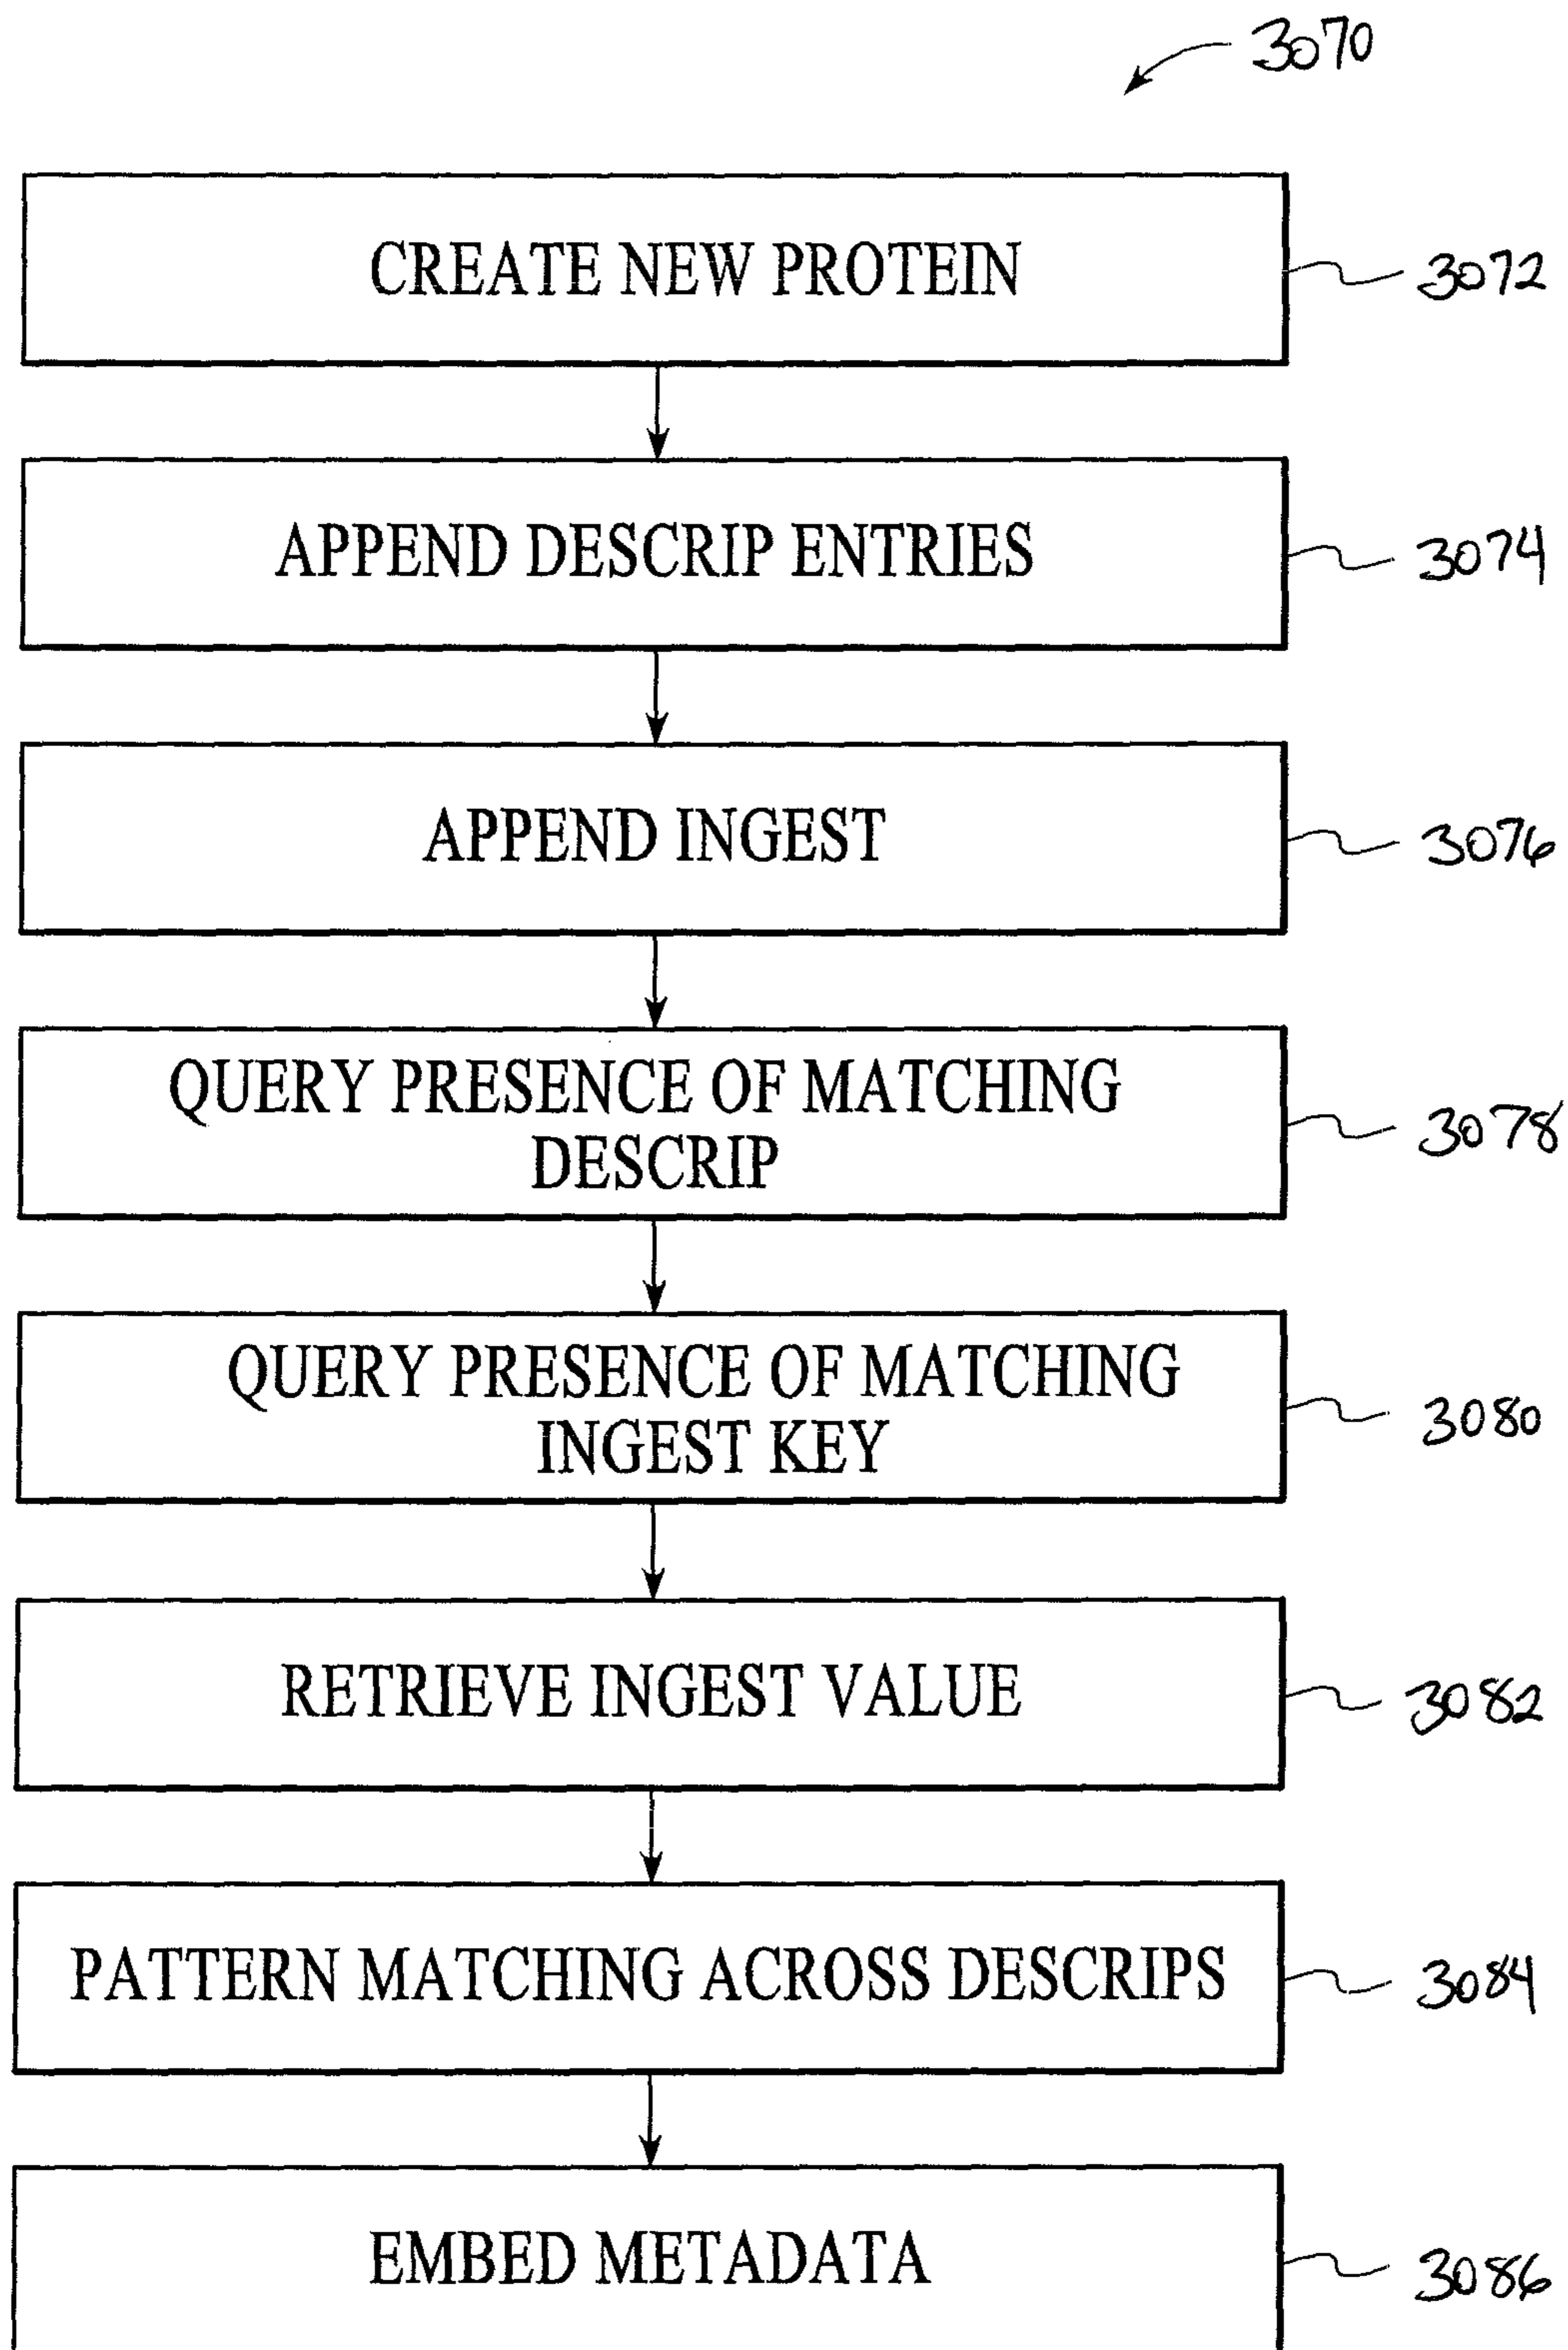 3070
CREATE NEW PROTEIN
3072
APPEND DESCRIP ENTRIES
3074
APPEND INGEST
3076
QUERY PRESENCE OF MATCHING
DESCRIP
3078
QUERY PRESENCE OF MATCHING
INGEST KEY
3080
RETRIEVE INGEST VALUE
3082
PATTERN MATCHING ACROSS DESCRIPS
3084
EMBED METADATA
3086